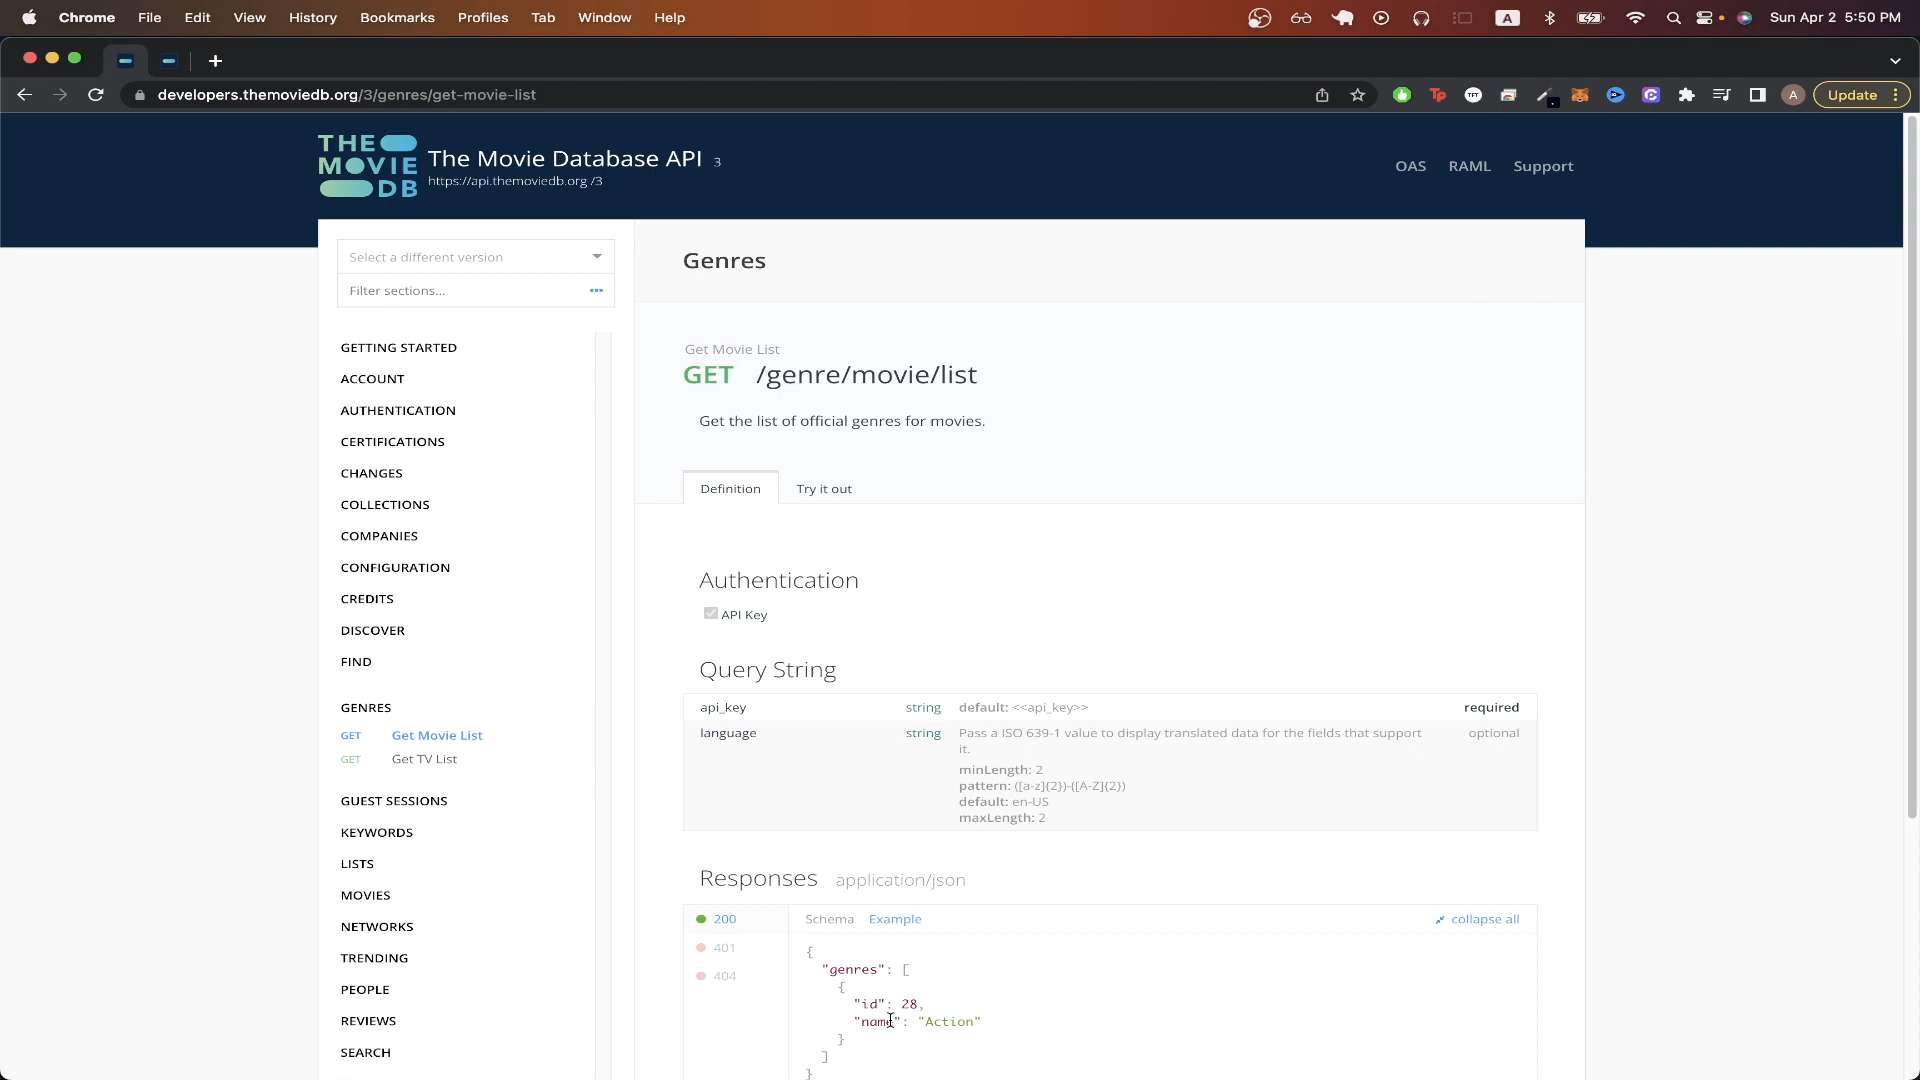 Chrome File Edit View History Bookmarks Profiles Tab Window Help A Sun Apr 2 5:50 PM
developers.themoviedb.org/3/genres/get-movie-list A Update
THE MOVIE DB
The Movie Database API 3
https://api.themoviedb.org /3
OAS RAML Support
Select a different version
Filter sections...
GETTING STARTED
ACCOUNT
AUTHENTICATION
CERTIFICATIONS
CHANGES
COLLECTIONS
COMPANIES
CONFIGURATION
CREDITS
DISCOVER
FIND
GENRES
GET Get Movie List
GET Get TV List
GUEST SESSIONS
KEYWORDS
LISTS
MOVIES
NETWORKS
TRENDING
PEOPLE
REVIEWS
SEARCH
Genres
Get Movie List
GET /genre/movie/list
Get the list of official genres for movies.
Definition Try it out
Authentication
API Key
Query String
api_key string default: <<api_key>> required
language string Pass a ISO 639-1 value to display translated data for the fields that support optional
it.
minLength: 2
pattern: ([a-z]{2})-([A-Z]{2})
default: en-US
maxLength: 2
Responses application/json
200 Schema Example collapse all
401
404
{
"genres": [
{
"id": 28,
"name": "Action"
}
]
}